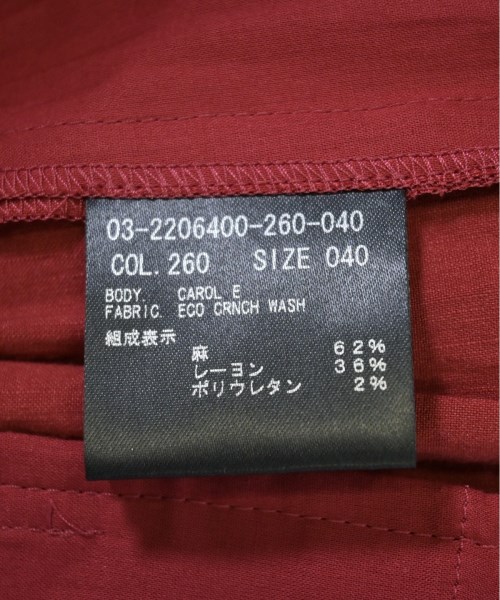 03-2206400-260-040
COL. 260 SIZE 040
BODY. CAROL E
FABRIC. ECO CRNCH WASH
組成表示
麻 62%
レーヨン 36%
ポリウレタン 2%